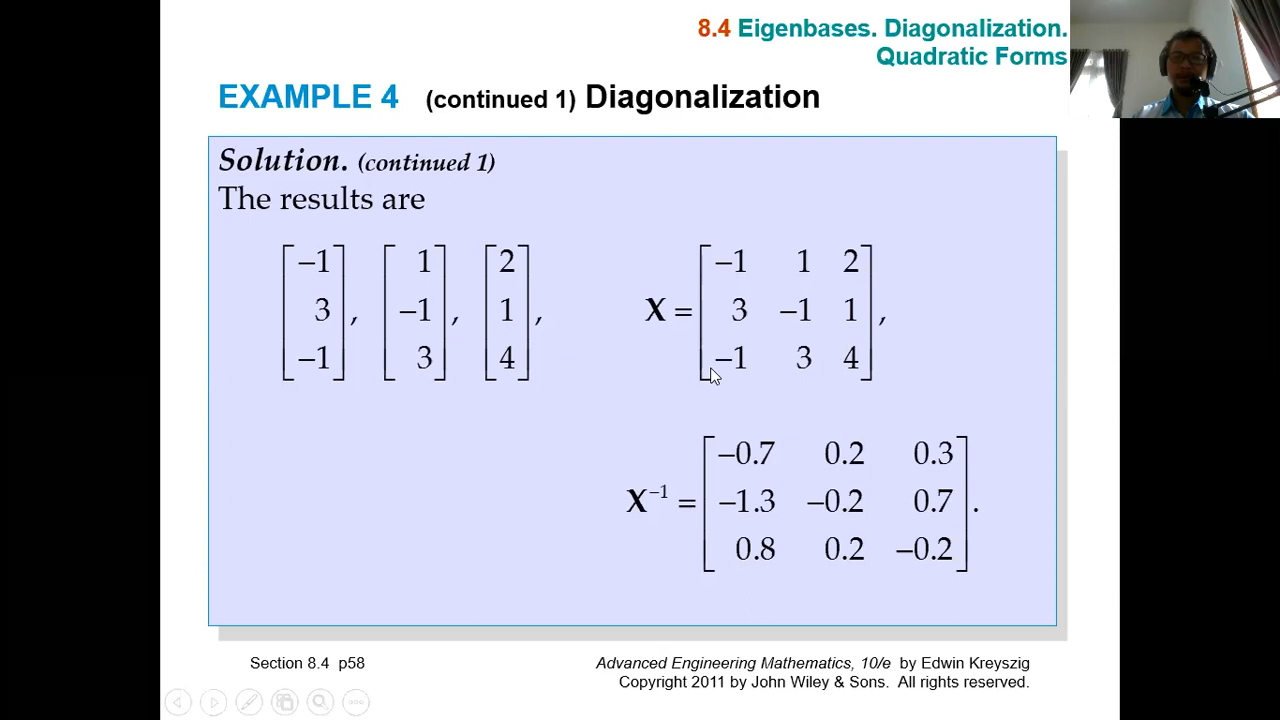 8.4 Eigenbases. Diagonalization.
Quadratic Forms
EXAMPLE 4 (continued 1) Diagonalization
Solution. (continued 1)
The results are
[−1 3 −1], [1 −1 3], [2 1 4],
X = [−1 1 2
3 −1 1
−1 3 4],
X⁻¹ = [−0.7 0.2 0.3
−1.3 −0.2 0.7
0.8 0.2 −0.2].
Section 8.4 p58
Advanced Engineering Mathematics, 10/e by Edwin Kreyszig
Copyright 2011 by John Wiley & Sons. All rights reserved.